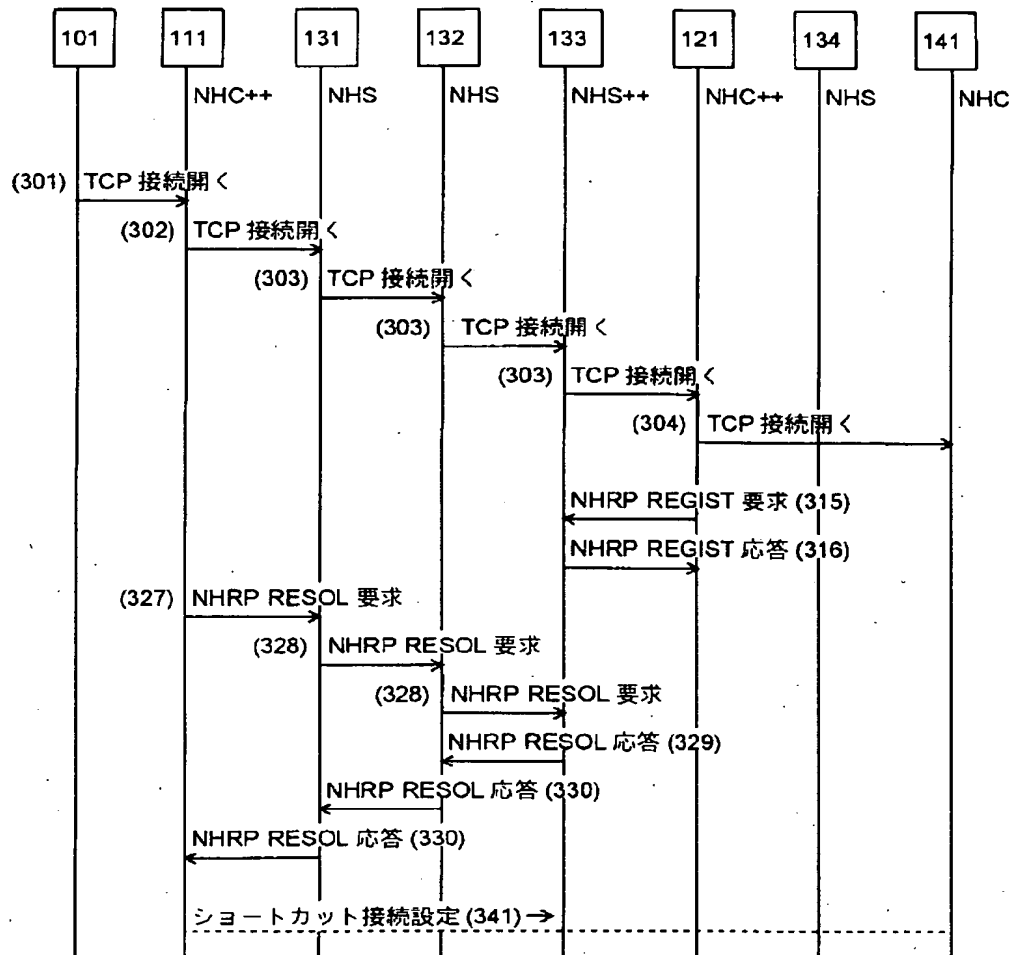 101 111 131 132 133 121 134 141
NHC++ NHS NHS NHS++ NHC++ NHS NHC
(301) TCP 接続開く
(302) TCP 接続開く
(303) TCP 接続開く
(303) TCP 接続開く
(303) TCP 接続開く
(304) TCP 接続開く
NHRP REGIST 要求 (315)
NHRP REGIST 応答 (316)
(327) NHRP RESOL 要求
(328) NHRP RESOL 要求
(328) NHRP RESOL 要求
NHRP RESOL 応答 (329)
NHRP RESOL 応答 (330)
NHRP RESOL 応答 (330)
ショートカット接続設定 (341) →